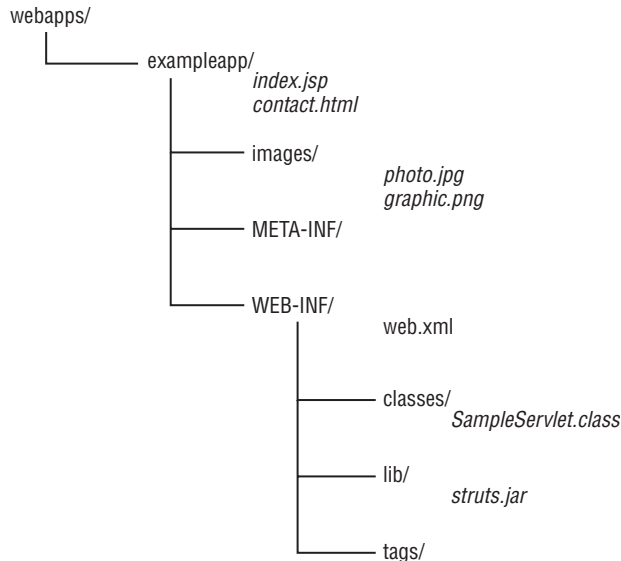 webapps/
exampleapp/
index.jsp
contact.html
images/
photo.jpg
graphic.png
META-INF/
WEB-INF/
web.xml
classes/
SampleServlet.class
lib/
struts.jar
tags/